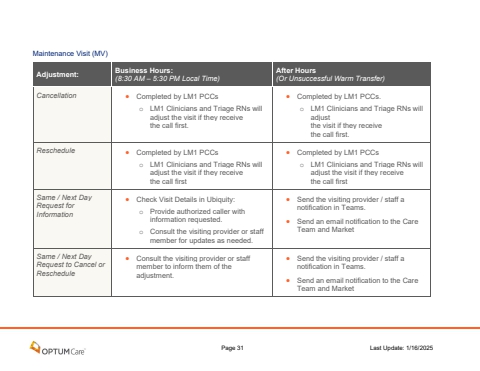 Maintenance Visit (MV)
Adjustment:
Business Hours:
(8:30 AM – 5:30 PM Local Time)
After Hours
(Or Unsuccessful Warm Transfer)
Cancellation
● Completed by LM1 PCCs
○ LM1 Clinicians and Triage RNs will
adjust the visit if they receive
the call first.
● Completed by LM1 PCCs.
○ LM1 Clinicians and Triage RNs will
adjust
the visit if they receive
the call first.
Reschedule
● Completed by LM1 PCCs
○ LM1 Clinicians and Triage RNs will
adjust the visit if they receive
the call first
● Completed by LM1 PCCs
○ LM1 Clinicians and Triage RNs will
adjust the visit if they receive
the call first
Same / Next Day
Request for
Information
● Check Visit Details in Ubiquity:
○ Provide authorized caller with
information requested.
○ Consult the visiting provider or staff
member for updates as needed.
● Send the visiting provider / staff a
notification in Teams.
● Send an email notification to the Care
Team and Market
Same / Next Day
Request to Cancel or
Reschedule
● Consult the visiting provider or staff
member to inform them of the
adjustment.
● Send the visiting provider / staff a
notification in Teams.
● Send an email notification to the Care
Team and Market
OPTUMCare
Page 31
Last Update: 1/16/2025